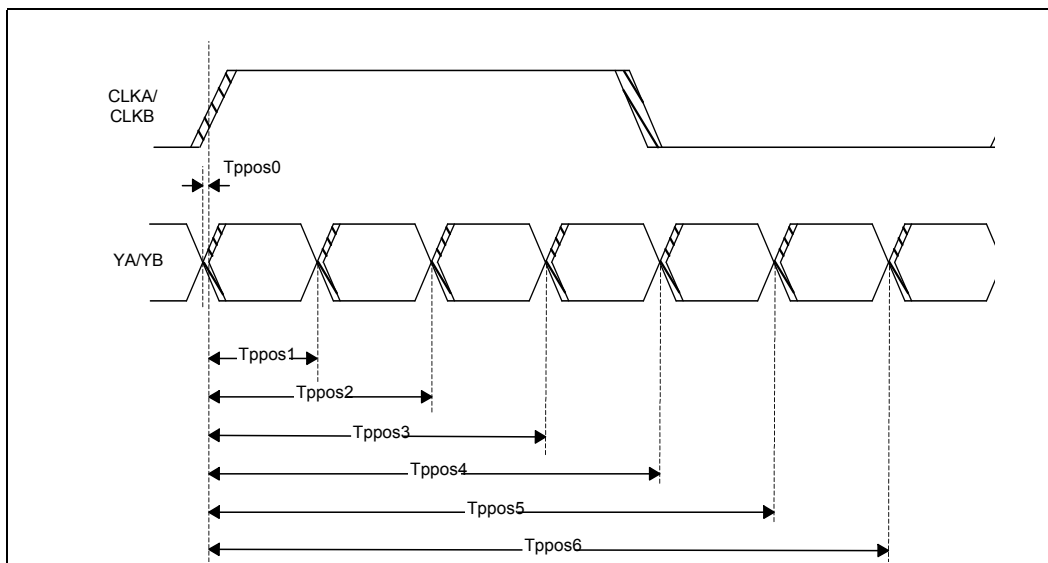 CLKA/
CLKB
Tppos0
YA/YB
Tppos1
Tppos2
Tppos3
Tppos4
Tppos5
Tppos6